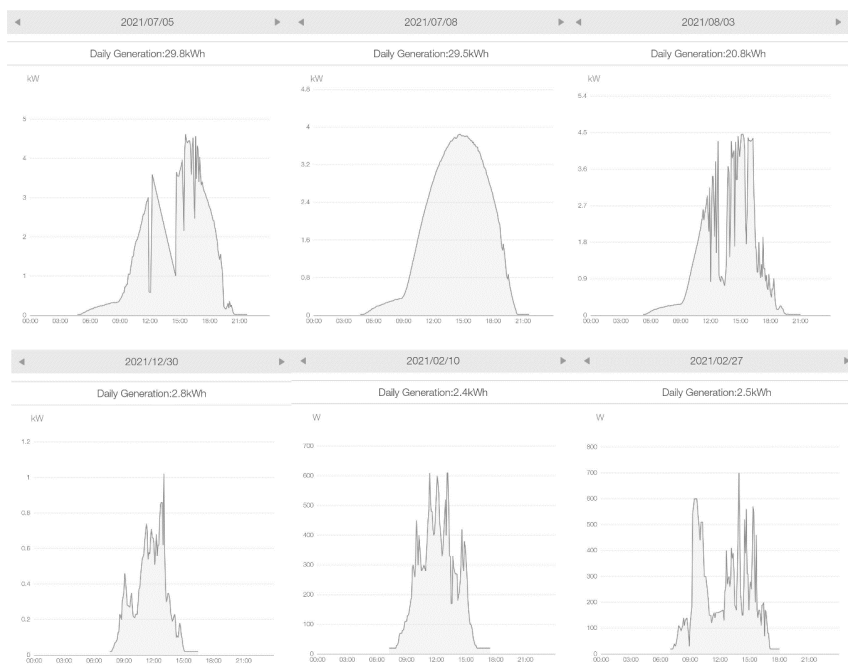 ◀ 2021/07/05 ▶
Daily Generation:29.8kWh
kW
5
4
3
2
1
0
00:00 03:00 06:00 09:00 12:00 15:00 18:00 21:00
◀ 2021/07/08 ▶
Daily Generation:29.5kWh
kW
4.8
4
3.2
2.4
1.6
0.8
0
00:00 03:00 06:00 09:00 12:00 15:00 18:00 21:00
◀ 2021/08/03 ▶
Daily Generation:20.8kWh
kW
5.4
4.5
3.6
2.7
1.8
0.9
0
00:00 03:00 06:00 09:00 12:00 15:00 18:00 21:00
◀ 2021/12/30 ▶
Daily Generation:2.8kWh
kW
1.2
1
0.8
0.6
0.4
0.2
0
00:00 03:00 06:00 09:00 12:00 15:00 18:00 21:00
◀ 2021/02/10 ▶
Daily Generation:2.4kWh
W
700
600
500
400
300
200
100
0
00:00 03:00 06:00 09:00 12:00 15:00 18:00 21:00
◀ 2021/02/27 ▶
Daily Generation:2.5kWh
W
800
700
600
500
400
300
200
100
0
00:00 03:00 06:00 09:00 12:00 15:00 18:00 21:00